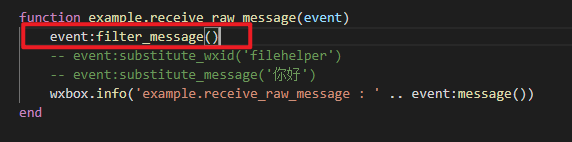 function example.receive_raw_message(event)
event:filter_message()
-- event:substitute_wxid('filehelper')
-- event:substitute_message('你好')
wxbox.info('example.receive_raw_message : ' .. event:message())
end